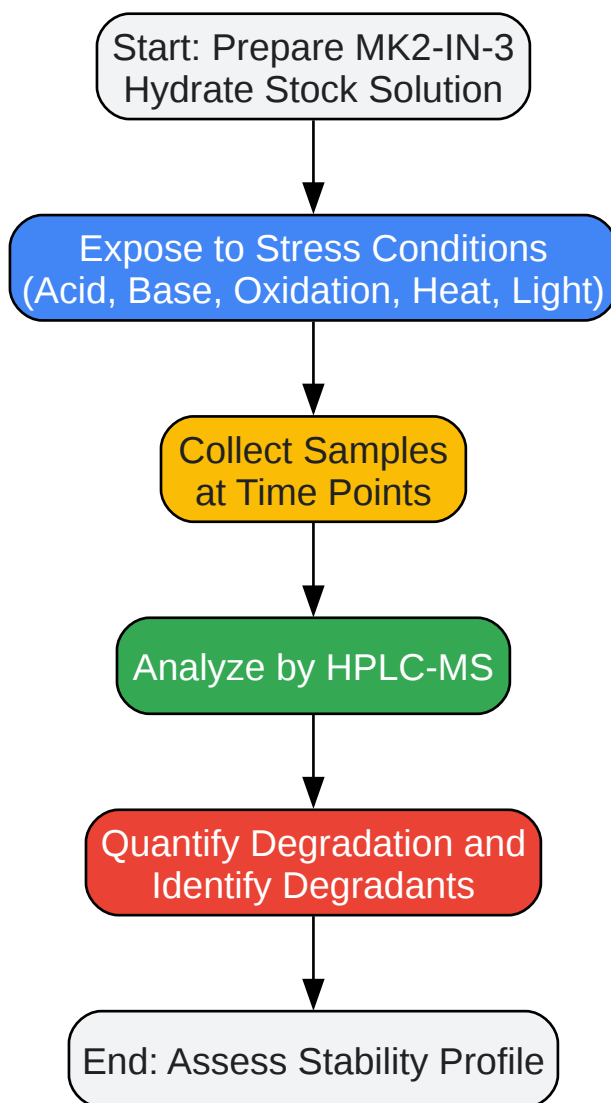 Start: Prepare MK2-IN-3
Hydrate Stock Solution
Expose to Stress Conditions
(Acid, Base, Oxidation, Heat, Light)
Collect Samples
at Time Points
Analyze by HPLC-MS
Quantify Degradation and
Identify Degradants
End: Assess Stability Profile